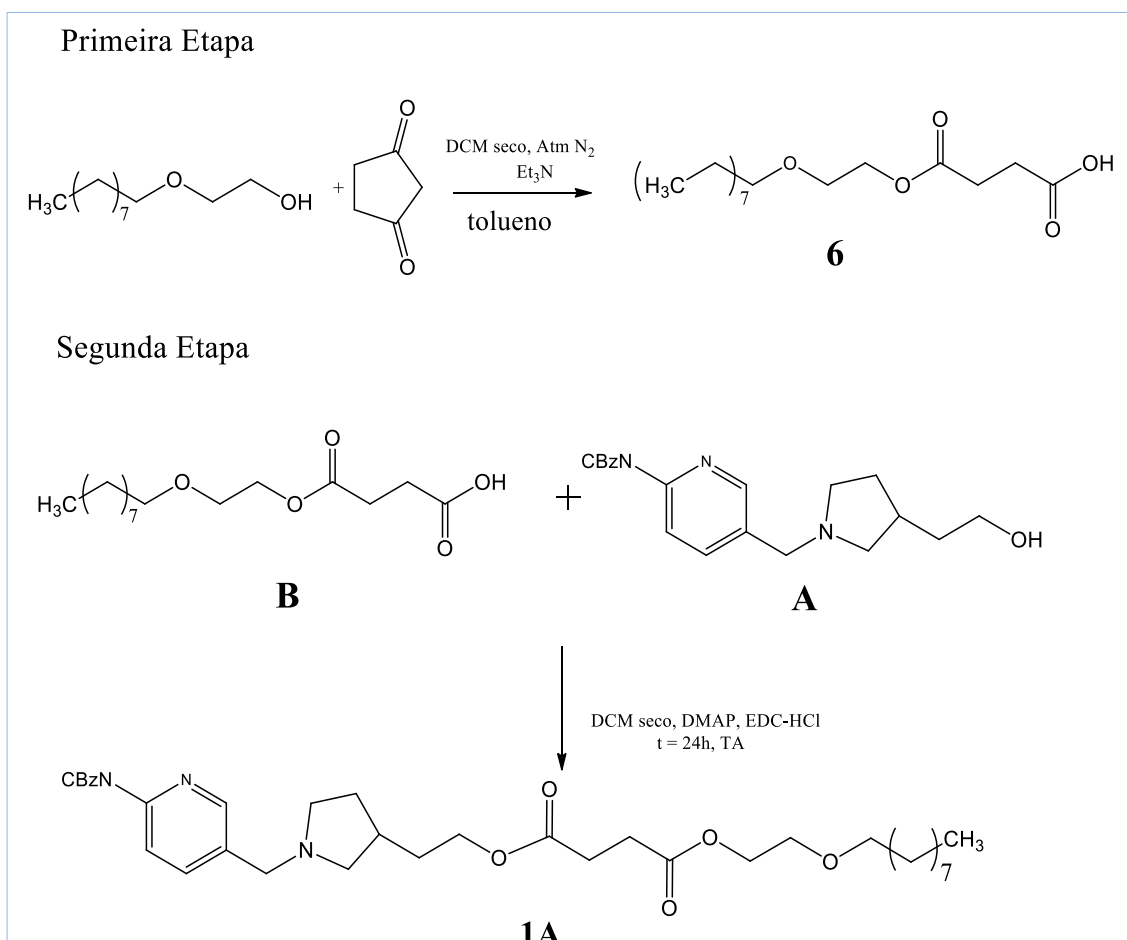 Primeira Etapa
H3C ( )7 O OH
+
O
O
DCM seco, Atm N2
Et3N
tolueno
(H3C )7 O O O OH O
6
Segunda Etapa
H3C ( )7 O O O OH O
B
+
CBzN N N OH
A
DCM seco, DMAP, EDC-HCl
t = 24h, TA
CBzN N N O O O O O ( )7 CH3
1A